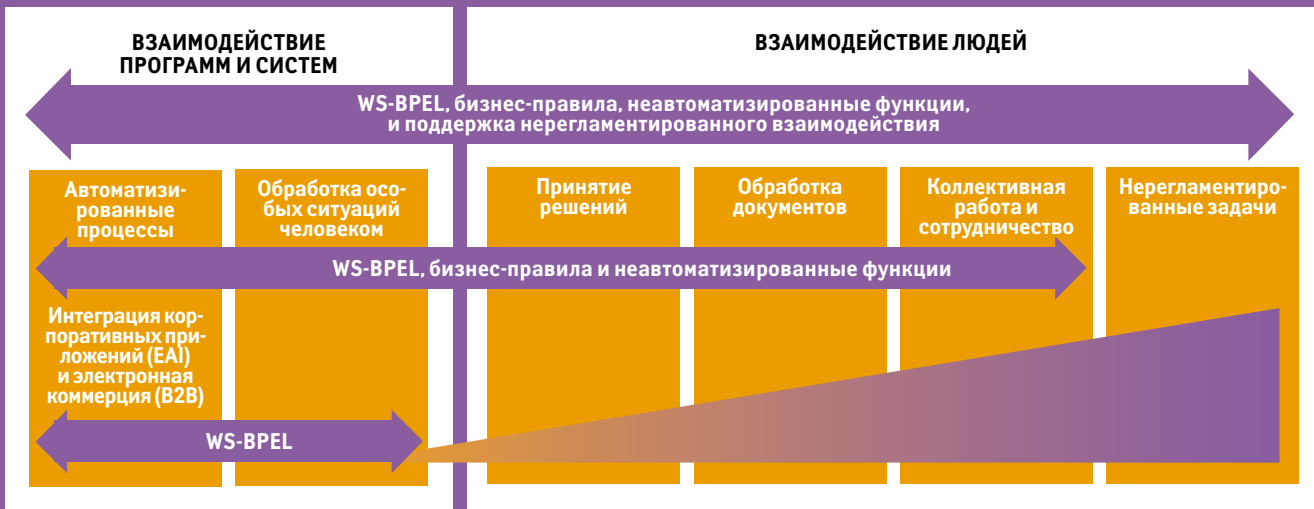 ВЗАИМОДЕЙСТВИЕ
ПРОГРАММ И СИСТЕМ
ВЗАИМОДЕЙСТВИЕ ЛЮДЕЙ
WS-BPEL, бизнес-правила, неавтоматизированные функции,
и поддержка нерегламентированного взаимодействия
Автоматизи-
рованные
процессы
Обработка осо-
бых ситуаций
человеком
Принятие
решений
Обработка
документов
Коллективная
работа и
сотрудничество
Нерегламентиро-
ванные задачи
WS-BPEL, бизнес-правила и неавтоматизированные функции
Интеграция кор-
поративных при-
ложений (EAI)
и электронная
коммерция (B2B)
WS-BPEL